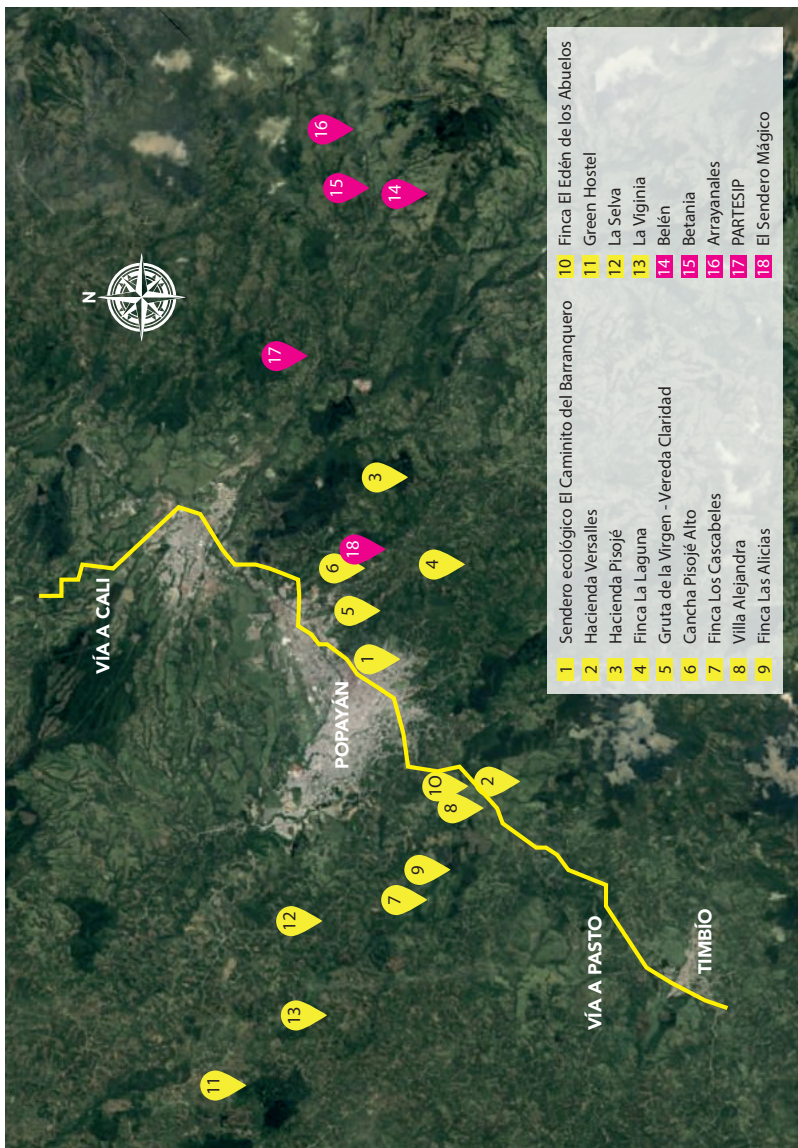 N
VÍA A CALI
POPAYÁN
VÍA A PASTO
TIMBÍO
11
13
12
7
9
8
10
2
1
5
6
18
4
3
17
14
15
16
1 Sendero ecológico El Caminito del Barranquero
2 Hacienda Versalles
3 Hacienda Pisojé
4 Finca La Laguna
5 Gruta de la Virgen - Vereda Claridad
6 Cancha Pisojé Alto
7 Finca Los Cascabeles
8 Villa Alejandra
9 Finca Las Alicias
10 Finca El Edén de los Abuelos
11 Green Hostel
12 La Selva
13 La Viginia
14 Belén
15 Betania
16 Arrayanales
17 PARTESIP
18 El Sendero Mágico